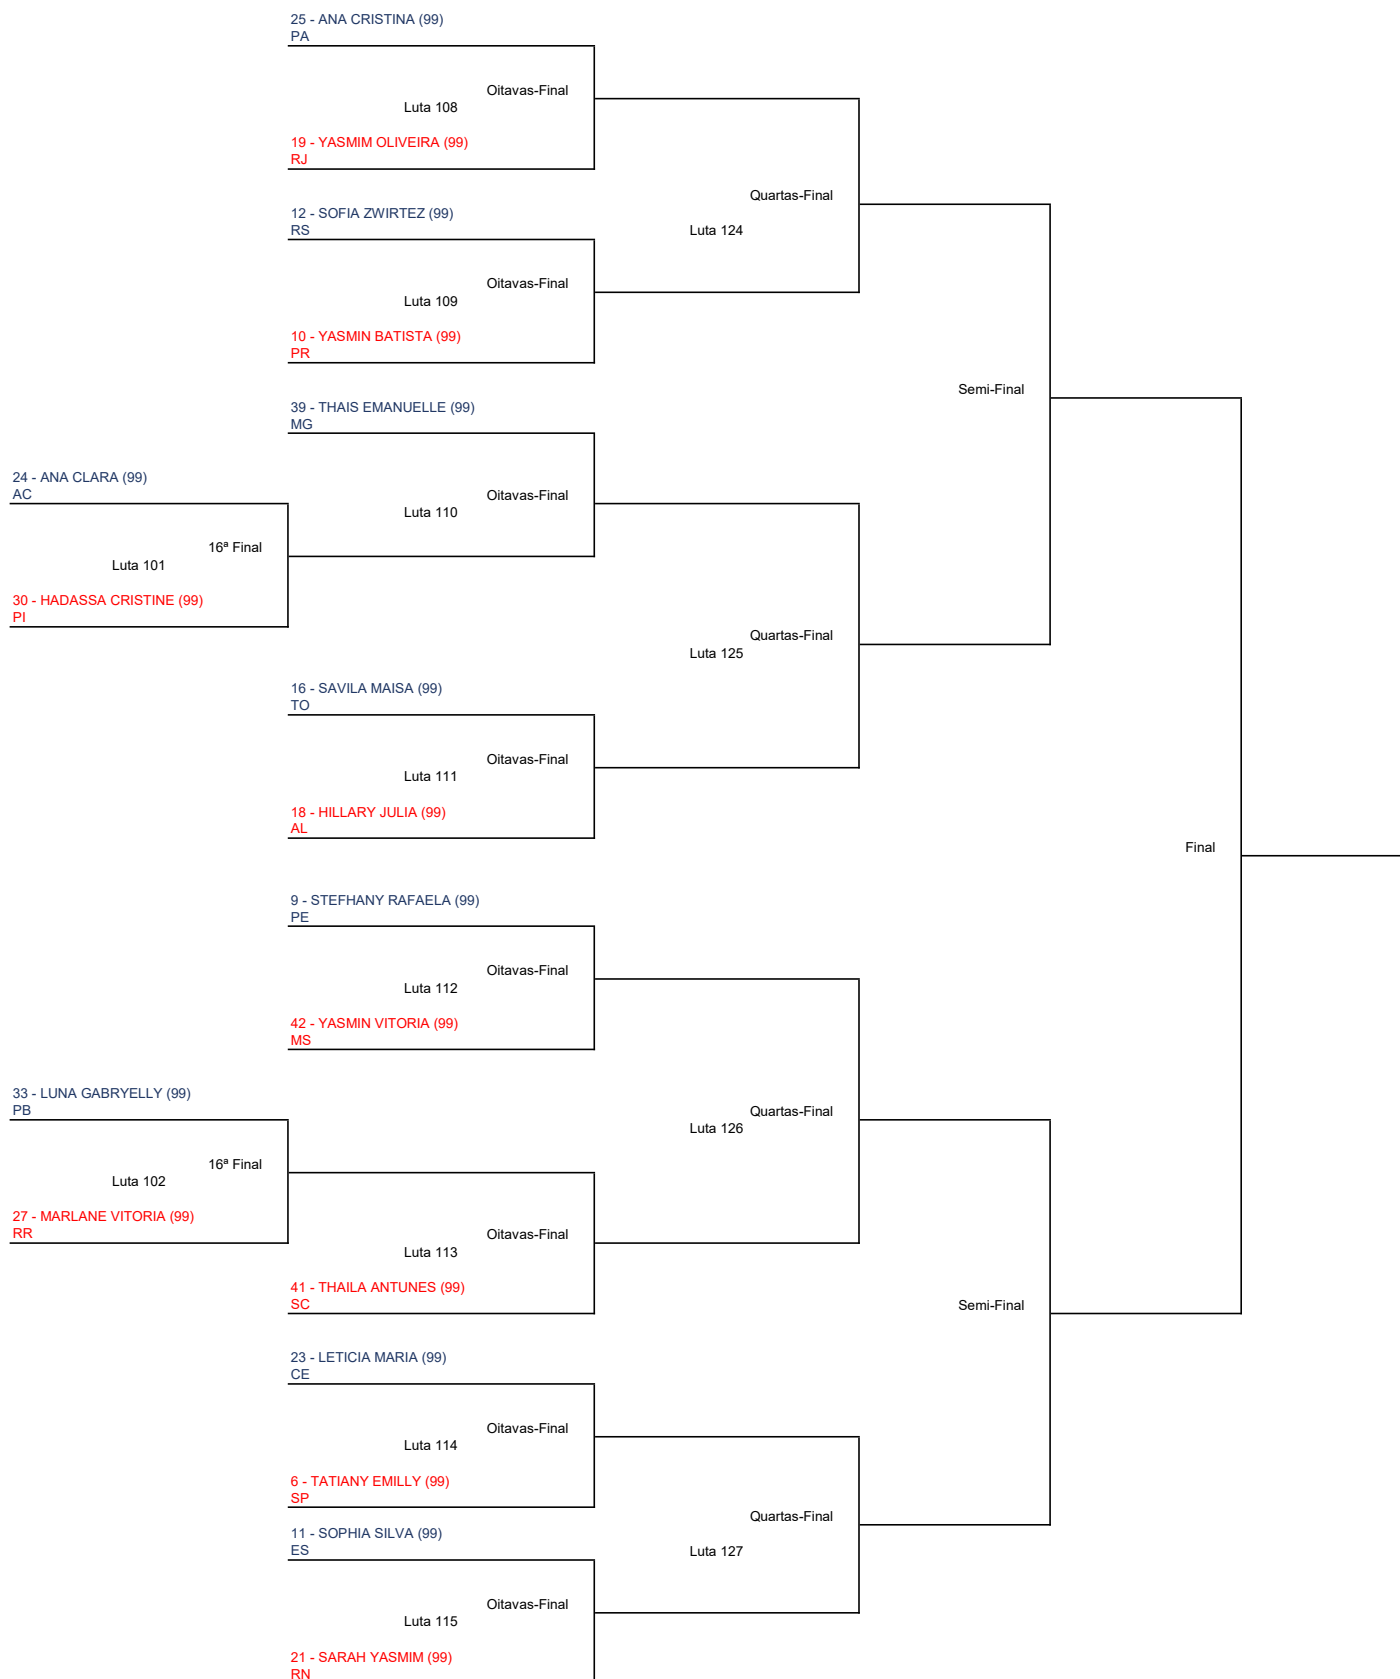 25 - ANA CRISTINA (99)
PA
Oitavas-Final
Luta 108
19 - YASMIM OLIVEIRA (99)
RJ
Quartas-Final
12 - SOFIA ZWIRTEZ (99)
RS
Luta 124
Oitavas-Final
Luta 109
10 - YASMIN BATISTA (99)
PR
Semi-Final
39 - THAIS EMANUELLE (99)
MG
24 - ANA CLARA (99)
AC
Oitavas-Final
Luta 110
16ª Final
Luta 101
30 - HADASSA CRISTINE (99)
PI
Quartas-Final
Luta 125
16 - SAVILA MAISA (99)
TO
Oitavas-Final
Luta 111
18 - HILLARY JULIA (99)
AL
Final
9 - STEFHANY RAFAELA (99)
PE
Oitavas-Final
Luta 112
42 - YASMIN VITORIA (99)
MS
33 - LUNA GABRYELLY (99)
PB
Quartas-Final
Luta 126
16ª Final
Luta 102
27 - MARLANE VITORIA (99)
RR
Oitavas-Final
Luta 113
41 - THAILA ANTUNES (99)
SC
Semi-Final
23 - LETICIA MARIA (99)
CE
Oitavas-Final
Luta 114
6 - TATIANY EMILLY (99)
SP
Quartas-Final
11 - SOPHIA SILVA (99)
ES
Luta 127
Oitavas-Final
Luta 115
21 - SARAH YASMIM (99)
RN